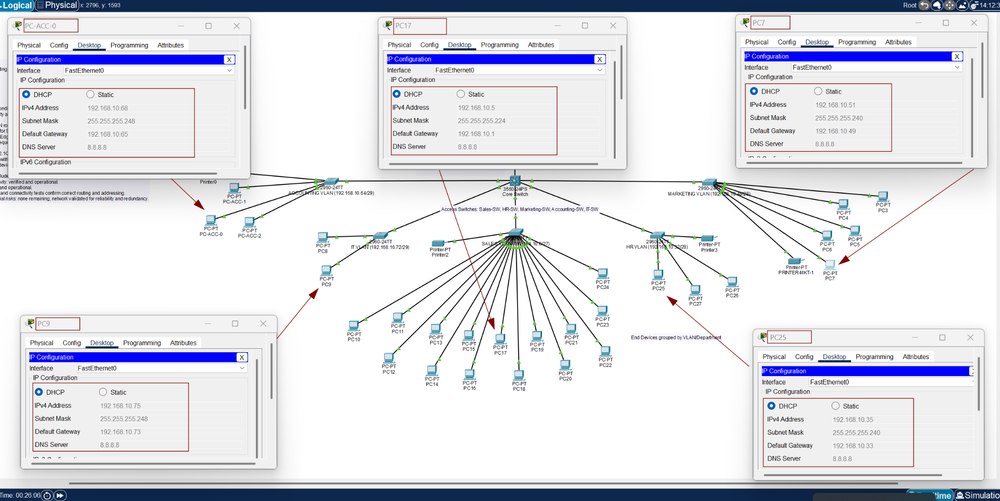 Logical
Physical
x: 2796, y: 1593
Root
14:12:3
PC-ACC-0
Physical Config Desktop Programming Attributes
IP Configuration X
Interface FastEthernet0
IP Configuration
DHCP Static
IPv4 Address 192.168.10.68
Subnet Mask 255.255.255.248
Default Gateway 192.168.10.65
DNS Server 8.8.8.8
IPv6 Configuration
PC17
Physical Config Desktop Programming Attributes
IP Configuration X
Interface FastEthernet0
IP Configuration
DHCP Static
IPv4 Address 192.168.10.5
Subnet Mask 255.255.255.224
Default Gateway 192.168.10.1
DNS Server 8.8.8.8
PC7
Physical Config Desktop Programming Attributes
IP Configuration X
Interface FastEthernet0
IP Configuration
DHCP Static
IPv4 Address 192.168.10.51
Subnet Mask 255.255.255.240
Default Gateway 192.168.10.49
DNS Server 8.8.8.8
vity: verified and operational.
and operational.
and connectivity tests confirm correct routing and addressing.
ial risks: none remaining; network validated for reliability and redundancy.
Printer0
PC-PT
PC-ACC-1
2960-24TT
ACCOUNTING VLAN (192.168.10.64/29)
3560-24PS
Core Switch
2960-24TT
MARKETING VLAN (192.168.10.48/28)
PC-PT
PC3
PC-PT
PC4
Access Switches: Sales-SW, HR-SW, Marketing-SW, Accounting-SW, IT-SW
PC-PT
PC-ACC-0
PC-PT
PC-ACC-2
PC-PT
PC8
2960-24TT
IT VLAN (192.168.10.72/29)
Printer-PT
Printer2
SALES VLAN (192.168.10.0/27)
2960-24TT
HR VLAN (192.168.10.32/28)
Printer-PT
Printer3
PC-PT
PC6
PC-PT
PC5
Printer-PT
PRINTER-MKT-1
PC-PT
PC7
PC-PT
PC9
PC-PT
PC24
PC-PT
PC25
PC-PT
PC27
PC-PT
PC26
PC-PT
PC23
PC-PT
PC10
PC-PT
PC11
PC-PT
PC13
PC-PT
PC15
PC-PT
PC17
PC-PT
PC19
PC-PT
PC21
PC-PT
PC22
PC-PT
PC12
PC-PT
PC14
PC-PT
PC16
PC-PT
PC18
PC-PT
PC20
End Devices grouped by VLAN/Department
PC9
Physical Config Desktop Programming Attributes
IP Configuration X
Interface FastEthernet0
IP Configuration
DHCP Static
IPv4 Address 192.168.10.75
Subnet Mask 255.255.255.248
Default Gateway 192.168.10.73
DNS Server 8.8.8.8
PC25
Physical Config Desktop Programming Attributes
IP Configuration
Interface FastEthernet0
IP Configuration
DHCP Static
IPv4 Address 192.168.10.35
Subnet Mask 255.255.255.240
Default Gateway 192.168.10.33
DNS Server 8.8.8.8
Time: 00:26:06
time
Simulatio